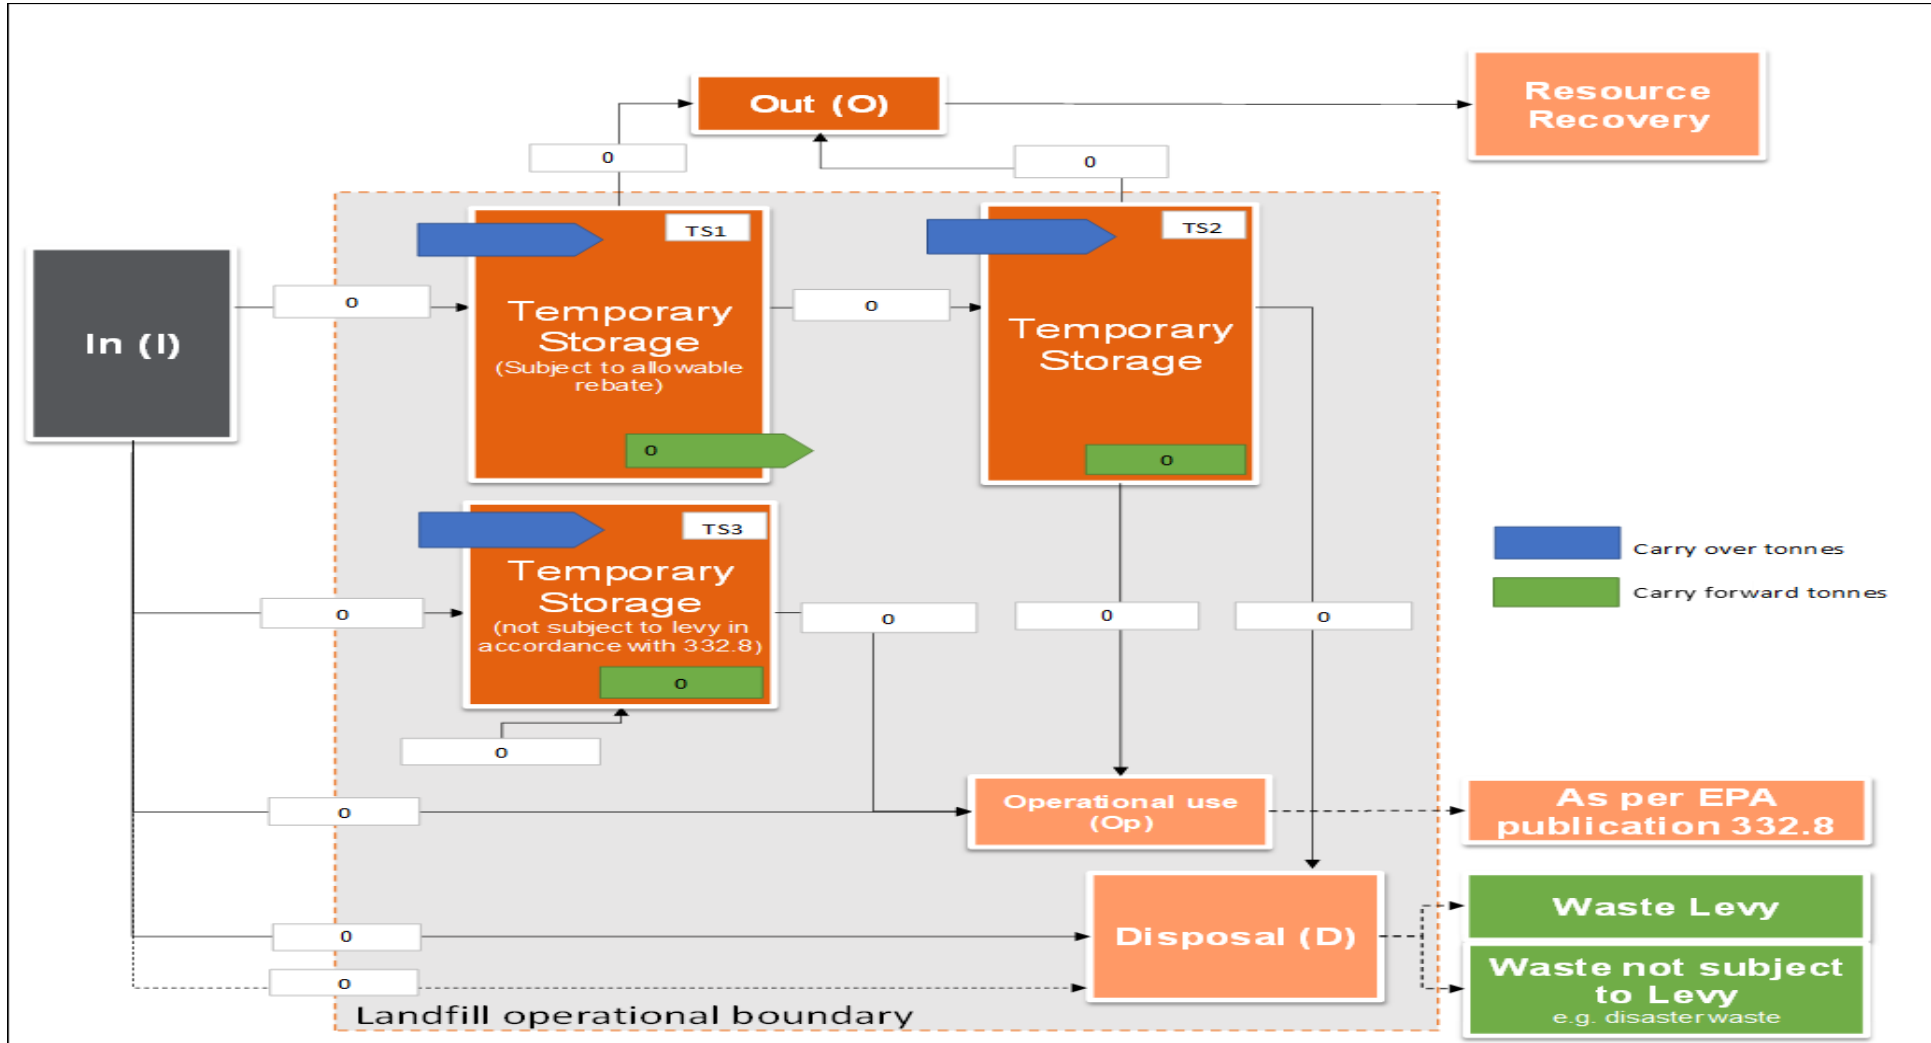 Out (O)
Resource
Recovery
0
0
TS1
TS2
In (I)
0
Temporary
Storage
(Subject to allowable
rebate)
0
0
Temporary
Storage
0
TS3
Temporary
Storage
(not subject to levy in
accordance with 332.8)
0
0
0
0
0
0
Carry over tonnes
Carry forward tonnes
0
Operational use
(Op)
As per EPA
publication 332.8
0
Disposal (D)
Waste Levy
0
Waste not subject
to Levy
e.g. disaster waste
0
Landfill operational boundary